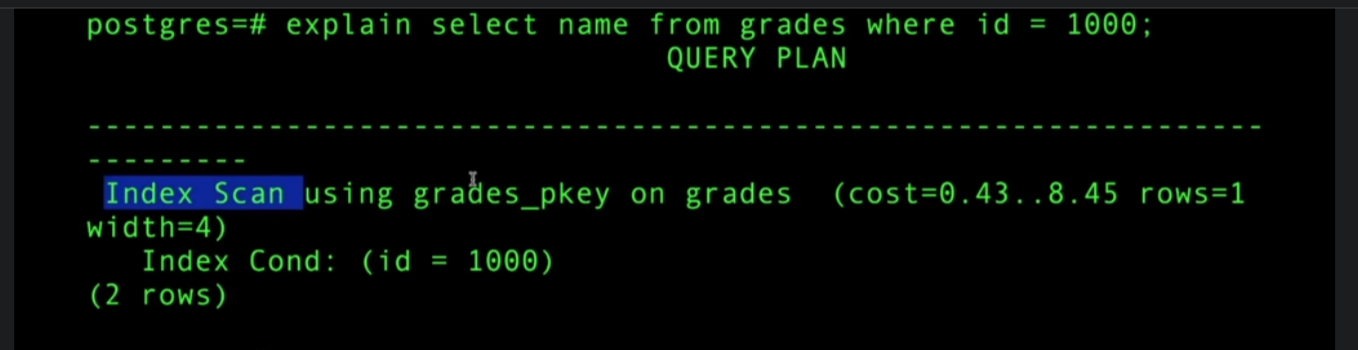 postgres=# explain select name from grades where id = 1000;
QUERY PLAN
-----------------------------------------------------------------
---------
Index Scan using grades_pkey on grades  (cost=0.43..8.45 rows=1
width=4)
Index Cond: (id = 1000)
(2 rows)